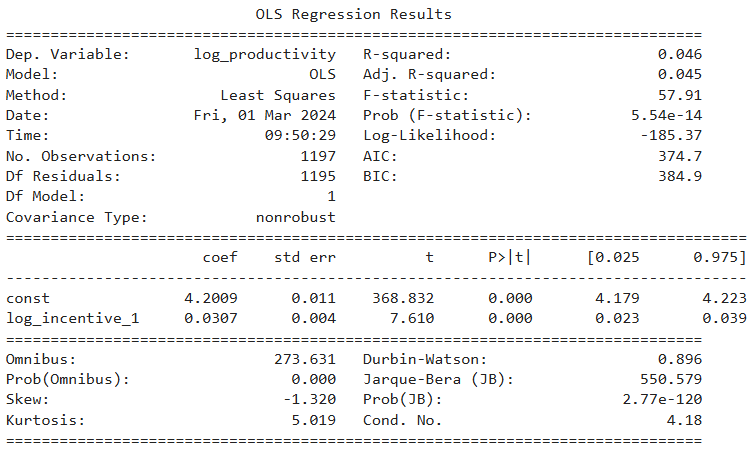 OLS Regression Results
==============================================================================
Dep. Variable: log_productivity R-squared: 0.046
Model: OLS Adj. R-squared: 0.045
Method: Least Squares F-statistic: 57.91
Date: Fri, 01 Mar 2024 Prob (F-statistic): 5.54e-14
Time: 09:50:29 Log-Likelihood: -185.37
No. Observations: 1197 AIC: 374.7
Df Residuals: 1195 BIC: 384.9
Df Model: 1
Covariance Type: nonrobust
===================================================================================
coef std err t P>|t| [0.025 0.975]
-----------------------------------------------------------------------------------
const 4.2009 0.011 368.832 0.000 4.179 4.223
log_incentive_1 0.0307 0.004 7.610 0.000 0.023 0.039
==============================================================================
Omnibus: 273.631 Durbin-Watson: 0.896
Prob(Omnibus): 0.000 Jarque-Bera (JB): 550.579
Skew: -1.320 Prob(JB): 2.77e-120
Kurtosis: 5.019 Cond. No. 4.18
==============================================================================